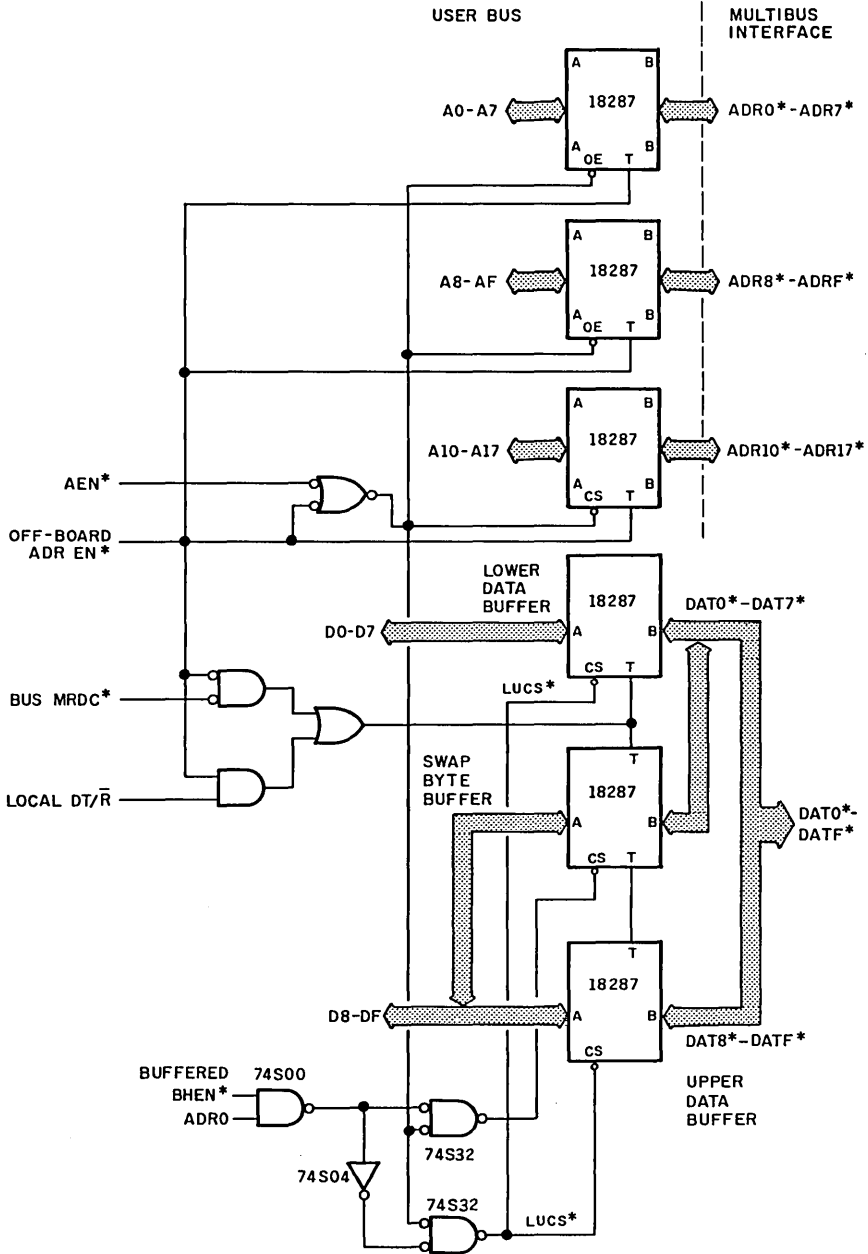 USER BUS
MULTIBUS
INTERFACE
A B
18287
A0-A7
ADR0*-ADR7*
A B
OE T
A B
18287
A8-AF
ADR8*-ADRF*
A B
OE T
A B
18287
A10-A17
ADR10*-ADR17*
A B
CS T
AEN*
OFF-BOARD
ADR EN*
LOWER
DATA
BUFFER
18287
DAT0*-DAT7*
D0-D7
A B
CS T
LUCS*
BUS MRDC*
LOCAL DT/R̅
SWAP
BYTE
BUFFER
T
18287
A B
CS T
DAT0*-
DATF*
T
18287
D8-DF
A B
CS
DAT8*-DATF*
UPPER
DATA
BUFFER
BUFFERED
BHEN*
ADR0
74S00
74S32
74S04
74S32
LUCS*